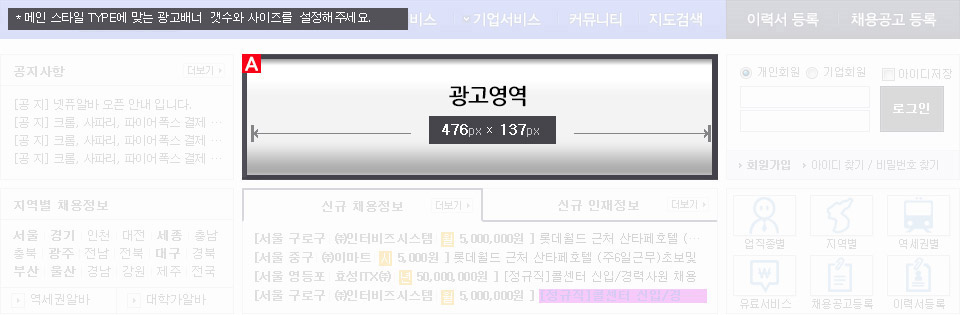 * 메인 스타일 TYPE에 맞는 광고배너 갯수와 사이즈를 설정해주세요.
비스 기업서비스 커뮤니티 지도검색 이력서 등록 채용공고 등록
공지사항 더보기
[공 지] 넷퓨알바 오픈 안내 입니다.
[공 지] 크롬, 사파리, 파이어폭스 결제 …
[공 지] 크롬, 사파리, 파이어폭스 결제 …
[공 지] 크롬, 사파리, 파이어폭스 결제 …
A
광고영역
476px × 137px
개인회원 기업회원 아이디저장
로그인
회원가입 아이디 찾기 / 비밀번호 찾기
지역별 채용정보
서울 경기 인천 대전 세종 충남
충북 광주 전남 전북 대구 경북
부산 울산 경남 강원 제주 전국
역세권알바 대학가알바
신규 채용정보 더보기 신규 인재정보 더보기
[서울 구로구 ㈜인터비즈시스템 월 5,000,000원 ] 롯데월드 근처 산타페호텔 (…
[서울 중구 ㈜이마트 시 5,000원 ] 롯데월드 근처 산타페호텔 (주6일근무)초보및
[서울 영등포 효성ITX㈜ 년 50,000,000원 ] [정규직]콜센터 신입/경력사원 채용
[서울 구로구 ㈜인터비즈시스템 월 5,000,000원 ] [정규직]콜센터 신입/경
업직종별 지역별 역세권별
유료서비스 채용공고등록 이력서등록